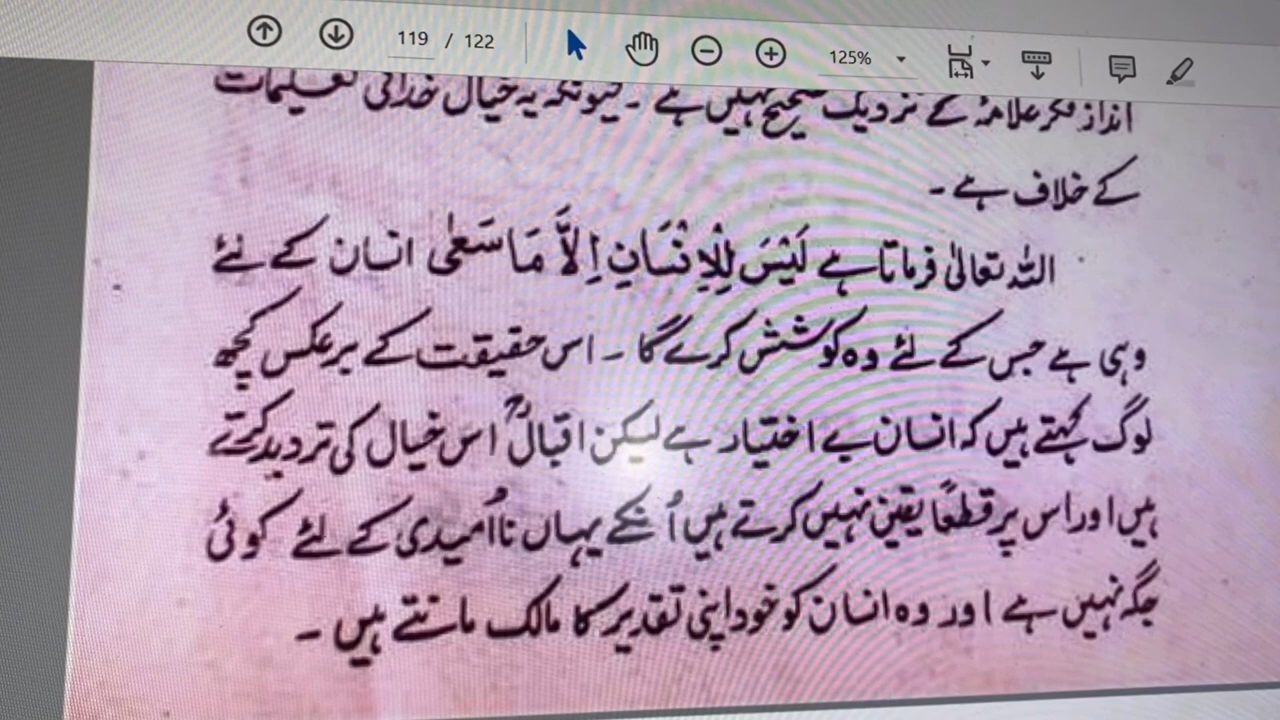 119 / 122
125%
انداز فکر علامہؒ کے نزدیک صحیح نہیں ہے ۔ کیونکہ یہ خیال خدائی تعلیمات
کے خلاف ہے ۔
اللہ تعالیٰ فرماتا ہے لَیْسَ لِلْاِنْسَانِ اِلاَّ مَا سَعٰی انسان کے لئے
وہی ہے جس کے لئے وہ کوشش کرے گا ۔ اس حقیقت کے برعکس کچھ
لوگ کہتے ہیں کہ انسان بے اختیار ہے لیکن اقبالؒ اس خیال کی تردید کرتے
ہیں اور اس پر قطعاً یقین نہیں کرتے ہیں اُنکے یہاں نااُمیدی کے لئے کوئی
جگہ نہیں ہے اور وہ انسان کو خود اپنی تقدیر کا مالک مانتے ہیں ۔